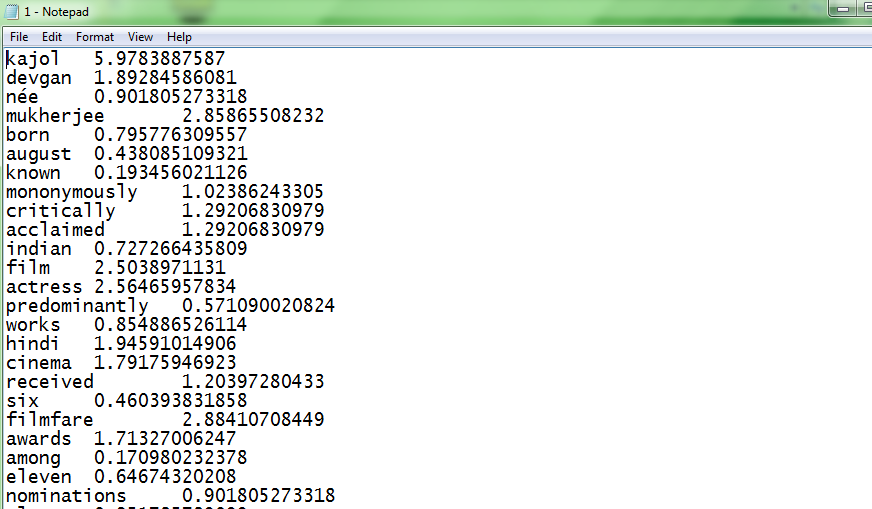 1 - Notepad
File Edit Format View Help
kajol 5.9783887587
devgan 1.89284586081
née 0.901805273318
mukherjee 2.85865508232
born 0.795776309557
august 0.438085109321
known 0.193456021126
mononymously 1.02386243305
critically 1.29206830979
acclaimed 1.29206830979
indian 0.727266435809
film 2.5038971131
actress 2.56465957834
predominantly 0.571090020824
works 0.854886526114
hindi 1.94591014906
cinema 1.79175946923
received 1.20397280433
six 0.460393831858
filmfare 2.88410708449
awards 1.71327006247
among 0.170980232378
eleven 0.64674320208
nominations 0.901805273318